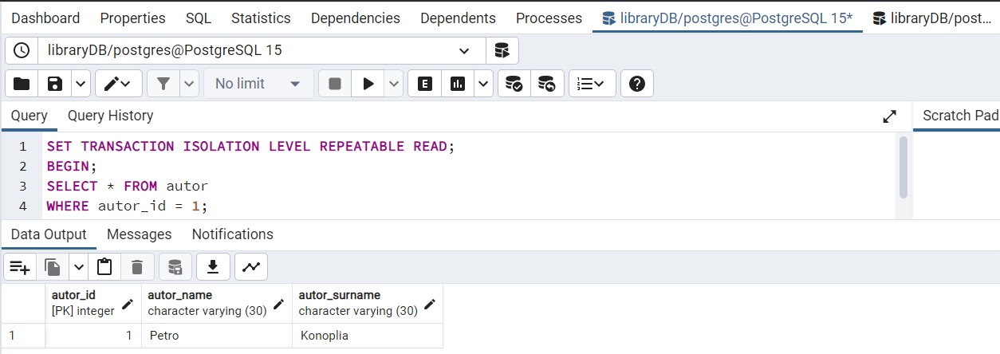 Dashboard Properties SQL Statistics Dependencies Dependents Processes libraryDB/postgres@PostgreSQL 15* libraryDB/post...
libraryDB/postgres@PostgreSQL 15
No limit E
Query Query History Scratch Pad
1 SET TRANSACTION ISOLATION LEVEL REPEATABLE READ;
2 BEGIN;
3 SELECT * FROM autor
4 WHERE autor_id = 1;
Data Output Messages Notifications
autor_id autor_name autor_surname
[PK] integer character varying (30) character varying (30)
1 1 Petro Konoplia